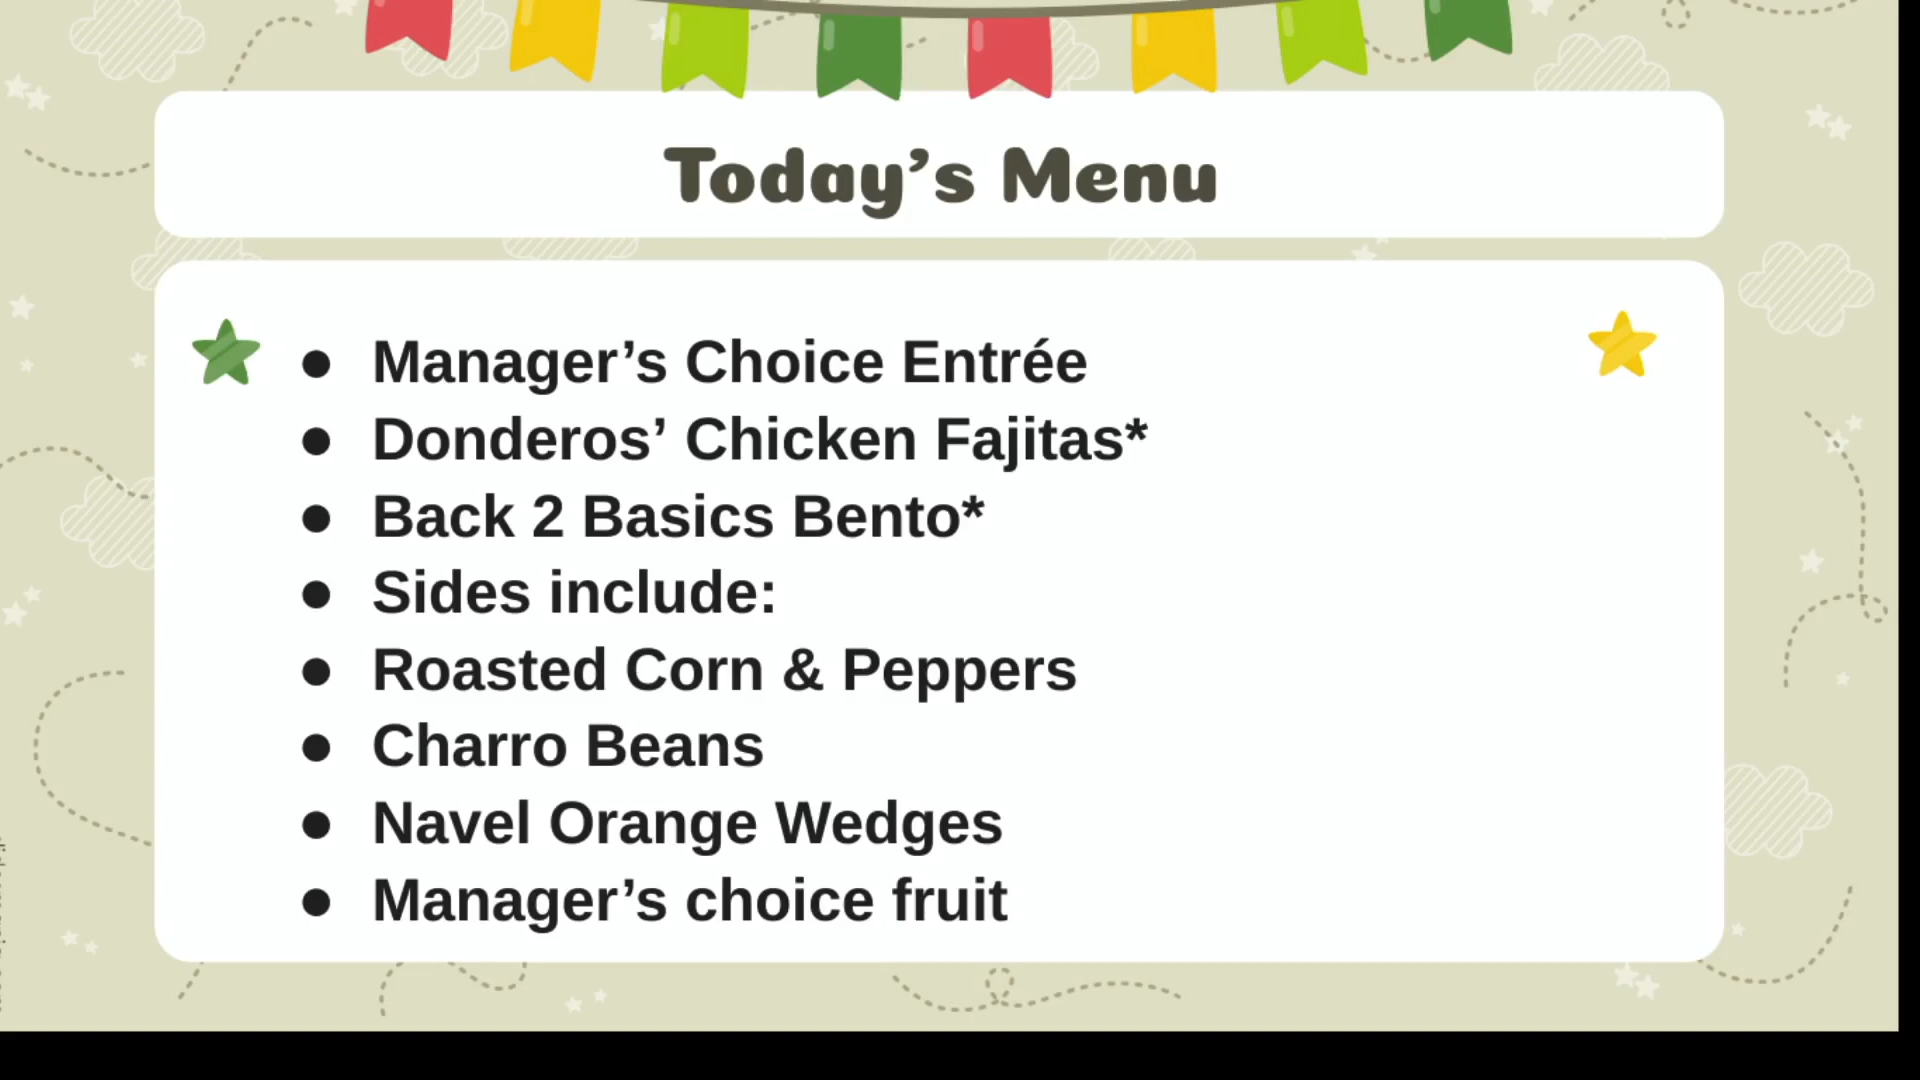 Today’s Menu
Manager’s Choice Entrée
Donderos’ Chicken Fajitas*
Back 2 Basics Bento*
Sides include:
Roasted Corn & Peppers
Charro Beans
Navel Orange Wedges
Manager’s choice fruit